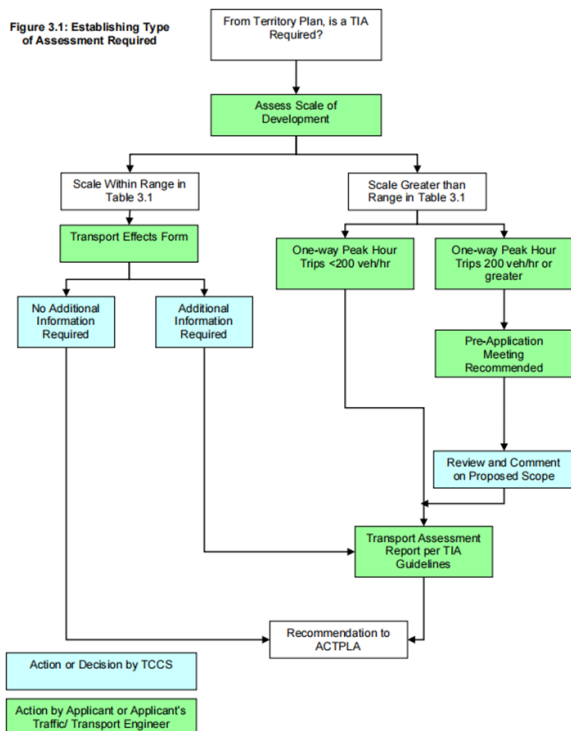 Figure 3.1: Establishing Type
of Assessment Required
From Territory Plan, is a TIA
Required?
Assess Scale of
Development
Scale Within Range in
Table 3.1
Scale Greater than
Range in Table 3.1
Transport Effects Form
One-way Peak Hour
Trips <200 veh/hr
One-way Peak Hour
Trips 200 veh/hr or
greater
No Additional
Information
Required
Additional
Information
Required
Pre-Application
Meeting
Recommended
Review and Comment
on Proposed Scope
Transport Assessment
Report per TIA
Guidelines
Recommendation to
ACTPLA
Action or Decision by TCCS
Action by Applicant or Applicant's
Traffic/ Transport Engineer